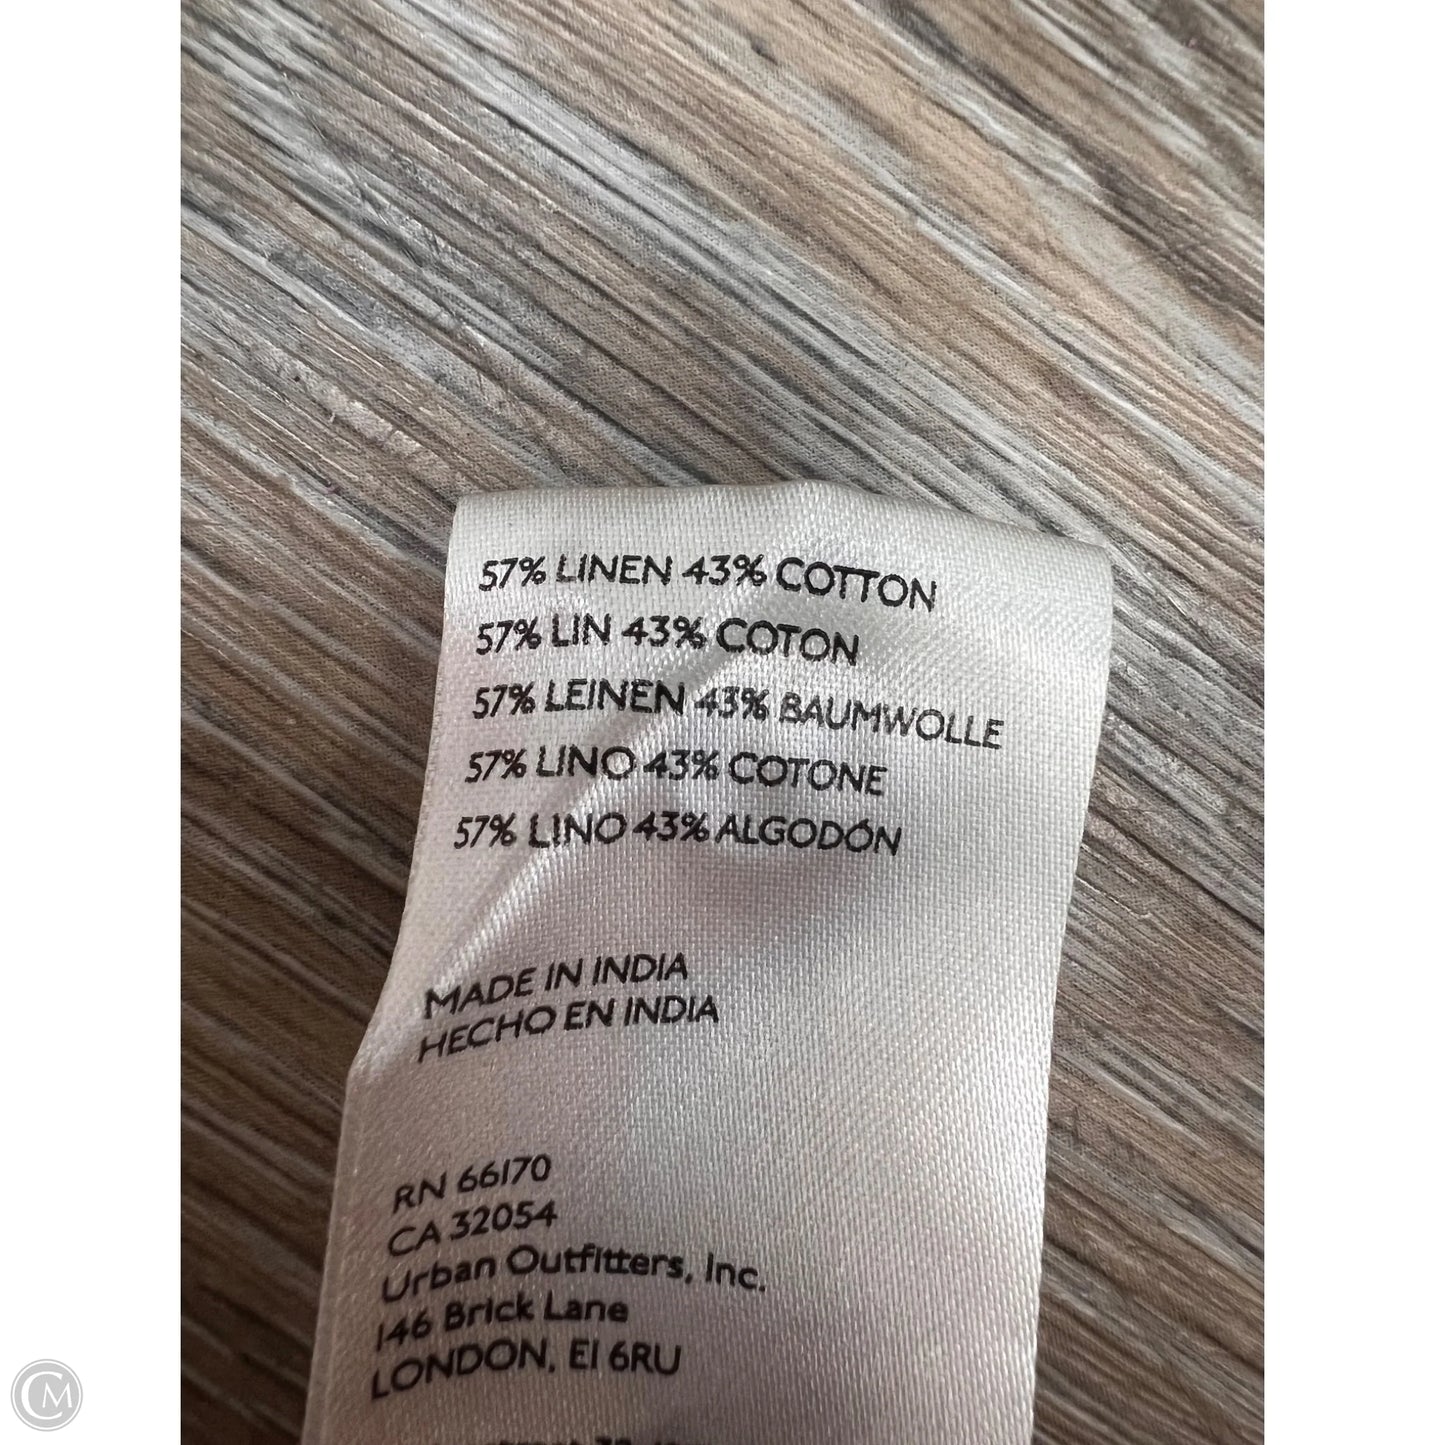 57% LINEN 43% COTTON
57% LIN 43% COTON
57% LEINEN 43% BAUMWOLLE
57% LINO 43% COTONE
57% LINO 43% ALGODÓN
MADE IN INDIA
HECHO EN INDIA
RN 66170
CA 32054
Urban Outfitters, Inc.
146 Brick Lane
LONDON, E1 6RU
CM